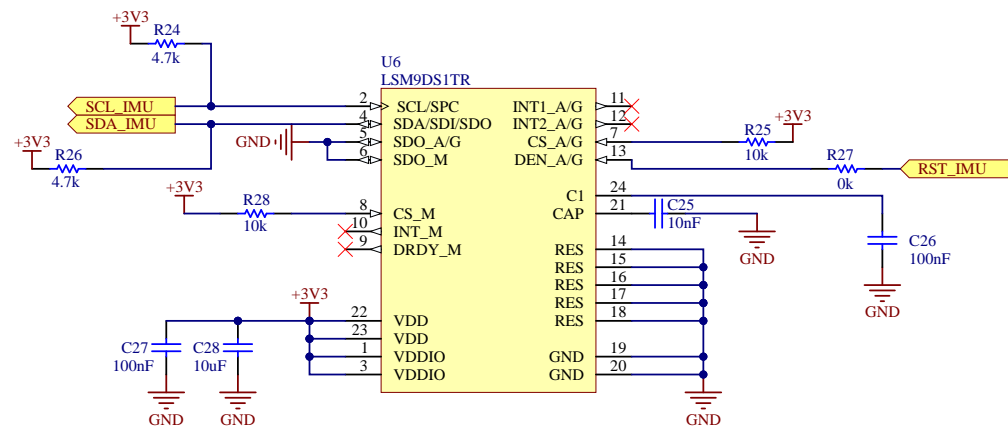 +3V3
R24
4.7k
U6
LSM9DS1TR
SCL_IMU
2
SCL/SPC
INT1_A/G
11
SDA_IMU
4
SDA/SDI/SDO
INT2_A/G
12
+3V3
GND
5
SDO_A/G
CS_A/G
7
R25
10k
+3V3
R26
4.7k
6
SDO_M
DEN_A/G
13
R27
0k
RST_IMU
+3V3
R28
10k
8
CS_M
C1
24
10
INT_M
CAP
21
C25
10nF
GND
9
DRDY_M
C26
100nF
GND
RES
14
RES
15
RES
16
RES
17
RES
18
+3V3
22
VDD
23
VDD
C27
100nF
C28
10uF
1
VDDIO
GND
19
3
VDDIO
GND
20
GND
GND
GND